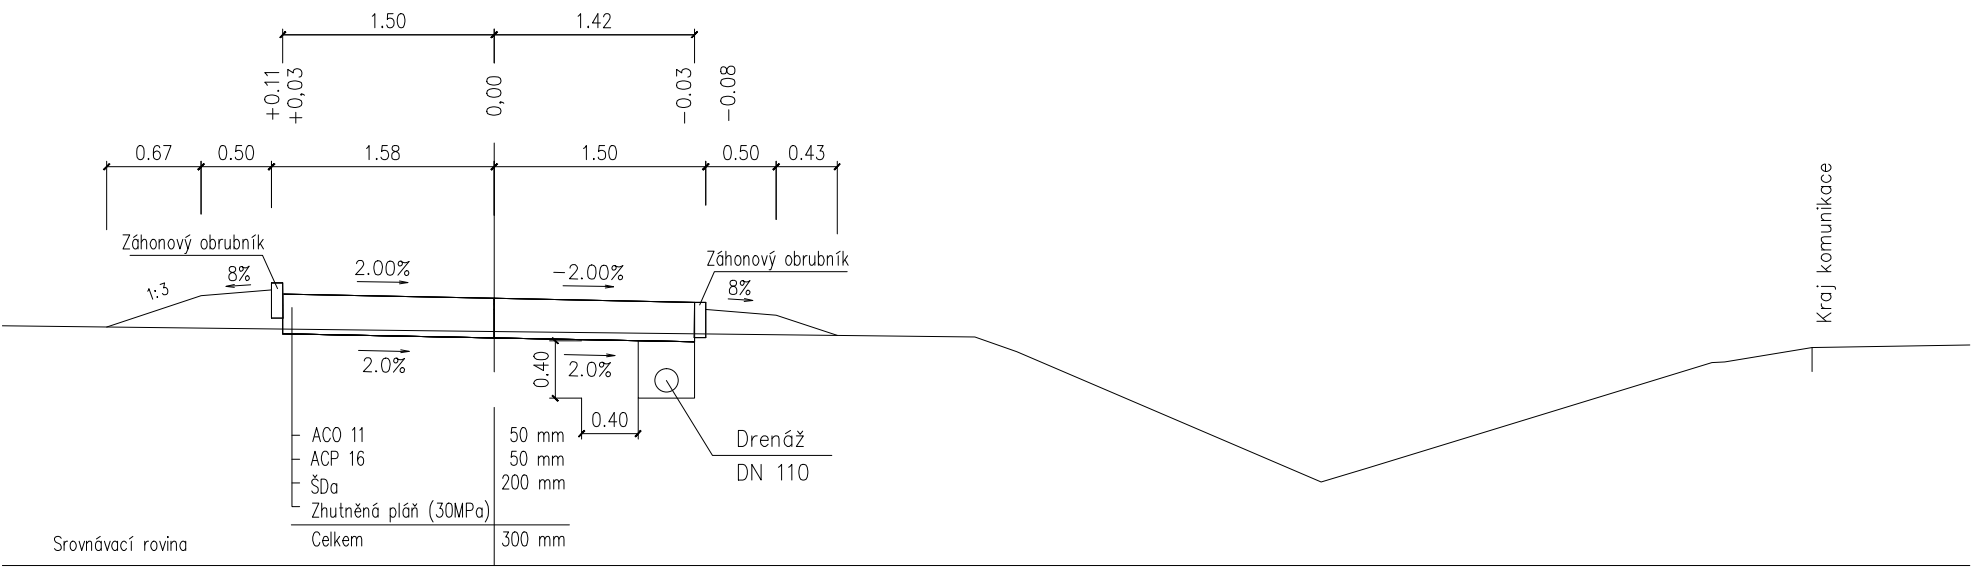 1.50 1.42
+0.11 +0,03 0,00 -0.03 -0.08
0.67 0.50 1.58 1.50 0.50 0.43
Kraj komunikace
Záhonový obrubník
Záhonový obrubník
1:3 8% 2.00% -2.00% 8%
2.0% 0.40 2.0%
0.40
ACO 11 50 mm
ACP 16 50 mm
ŠDa 200 mm
Zhutněná pláň (30MPa)
Celkem 300 mm
Drenáž
DN 110
Srovnávací rovina